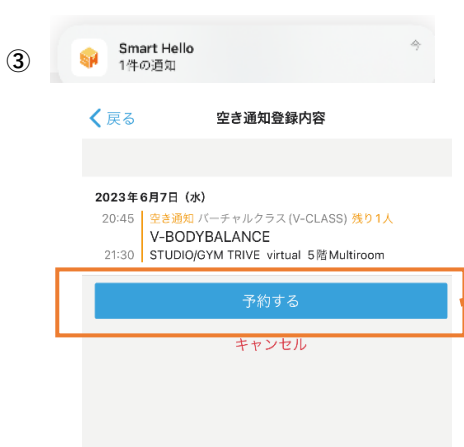 ③
Smart Hello
今
1件の通知
戻る
空き通知登録内容
2023年6月7日（水）
20:45 空き通知 バーチャルクラス(V-CLASS) 残り1人
V-BODYBALANCE
21:30 STUDIO/GYM TRIVE virtual 5階Multiroom
予約する
キャンセル